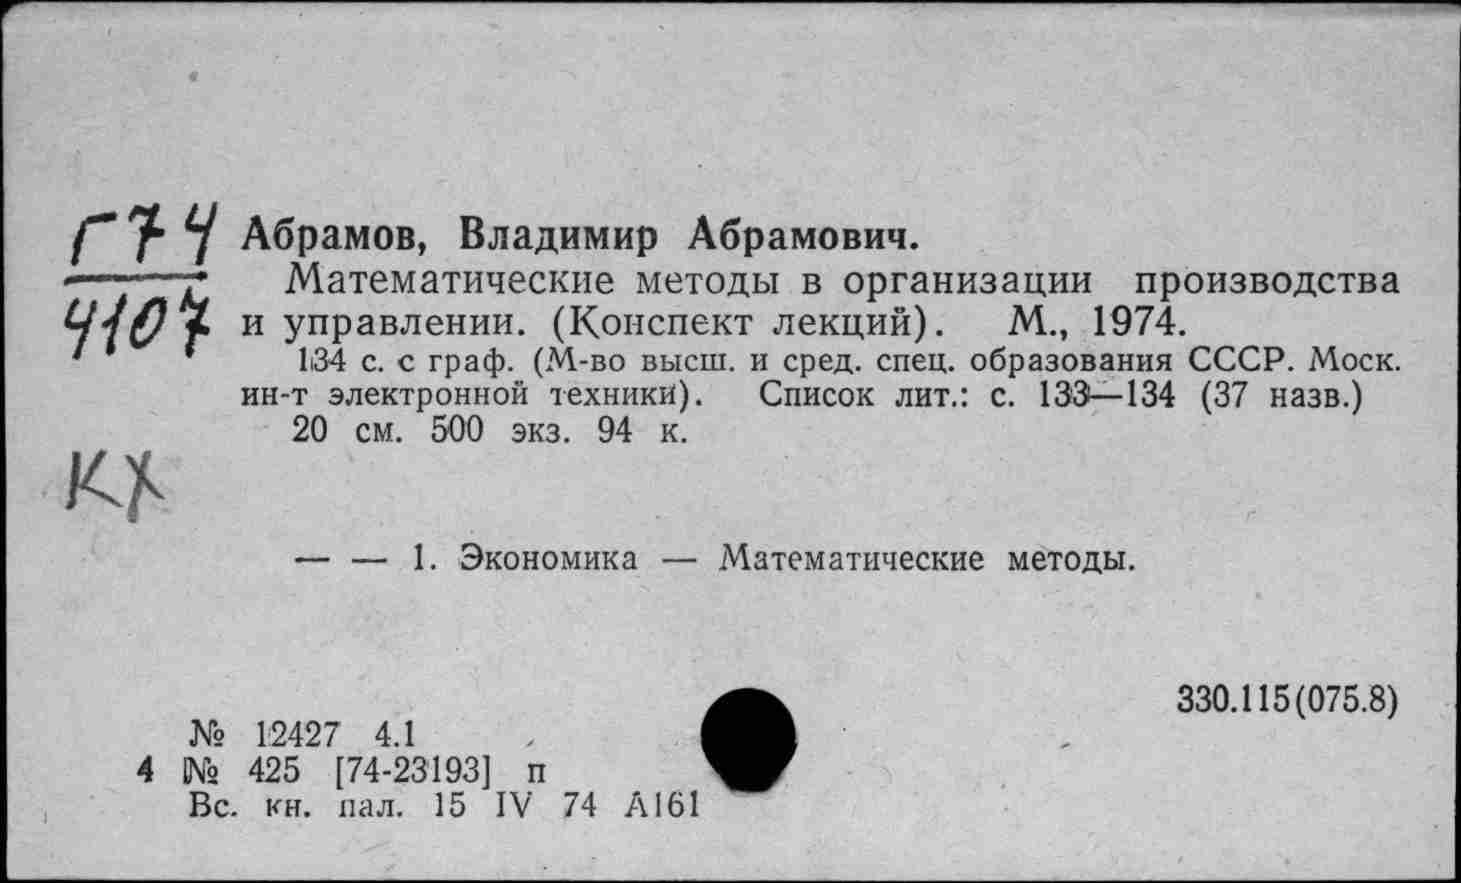 Г74 Абрамов, Владимир Абрамович.
Математические методы в организации производства
4107 и управлении. (Конспект лекций). М., 1974.
134 с. с граф. (М-во высш. и сред. спец. образования СССР. Моск.
ин-т электронной техники). Список лит.: с. 133—134 (37 назв.)
20 см. 500 экз. 94 к.
КХ
— — 1. Экономика — Математические методы.
330.115(075.8)
№ 12427 4.1
4 №  425 [74-23193] п
Вс. кн. пал. 15 IV 74 А161